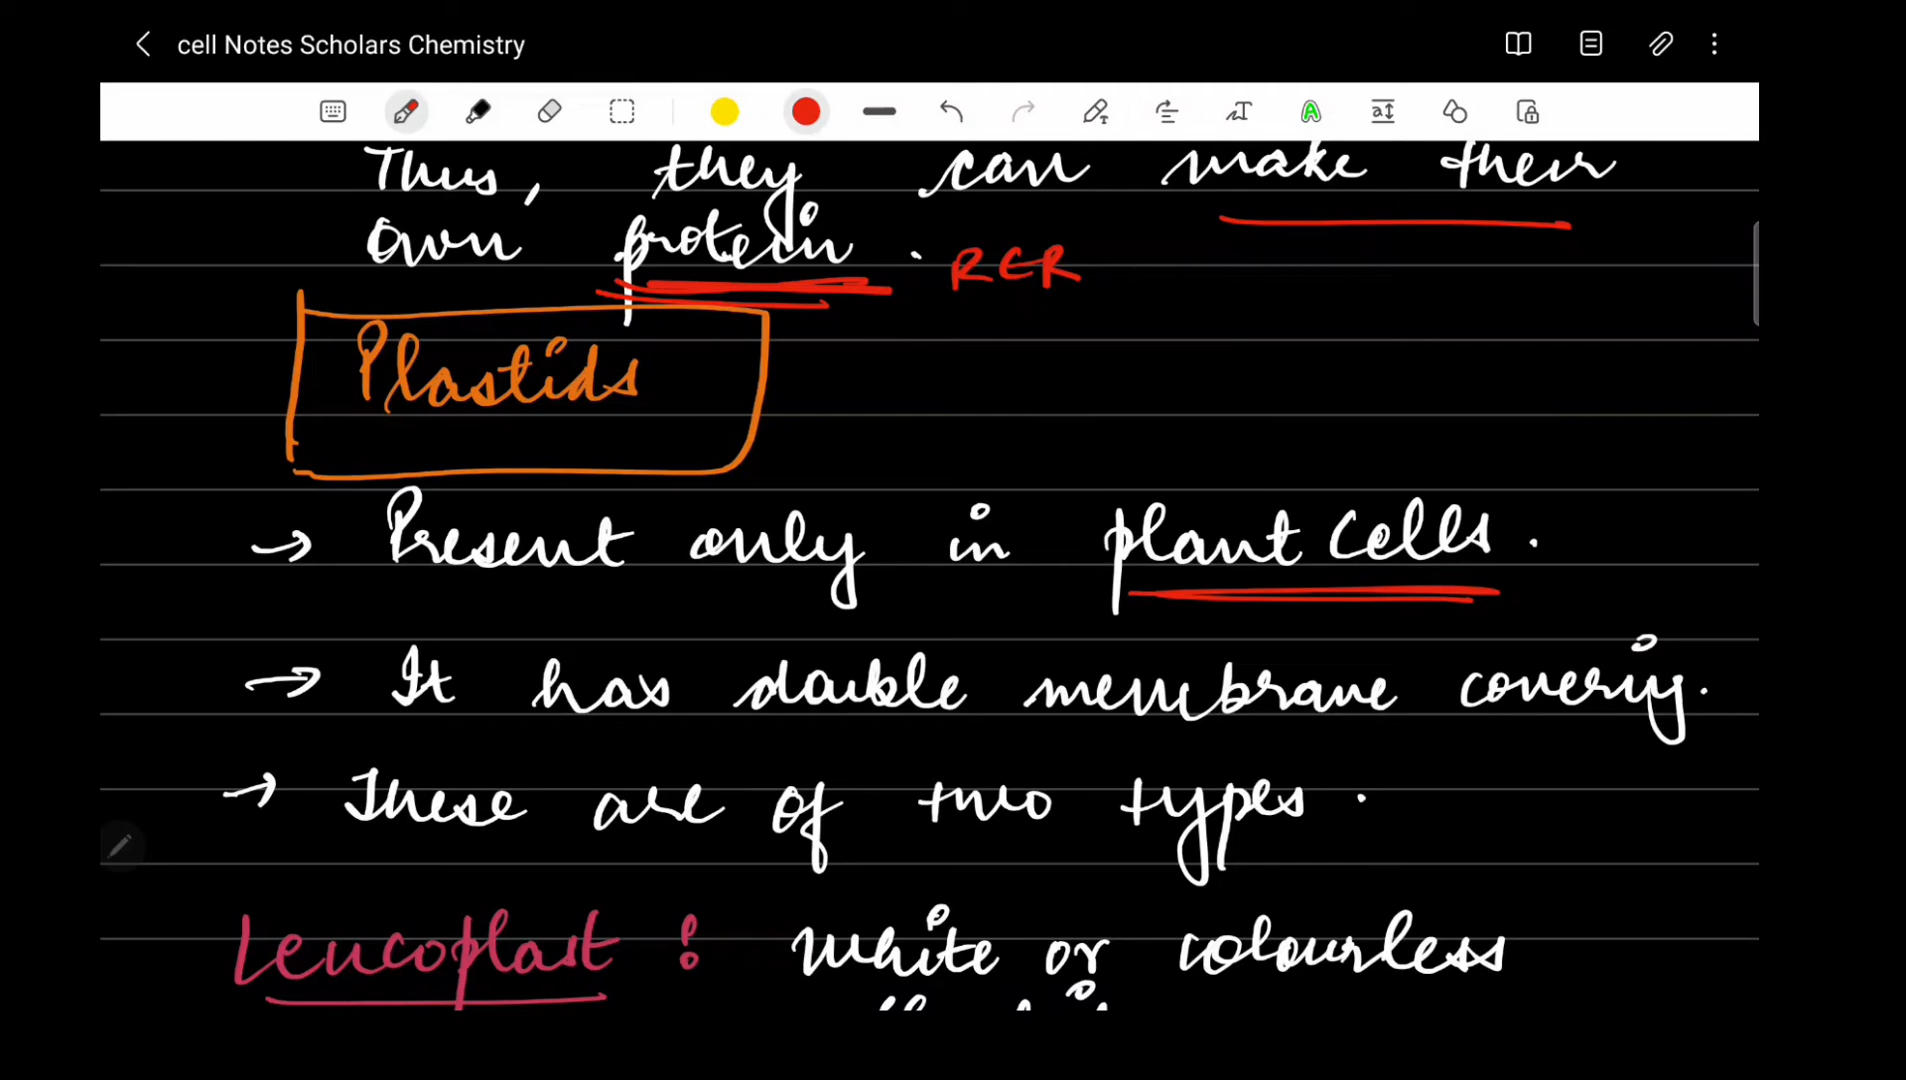 cell Notes Scholars Chemistry
Thus, they can make their
own protein. RER
Plastids
→ Present only in plant cells.
→ It has double membrane covering.
→ These are of two types.
Leucoplast : White or colourless